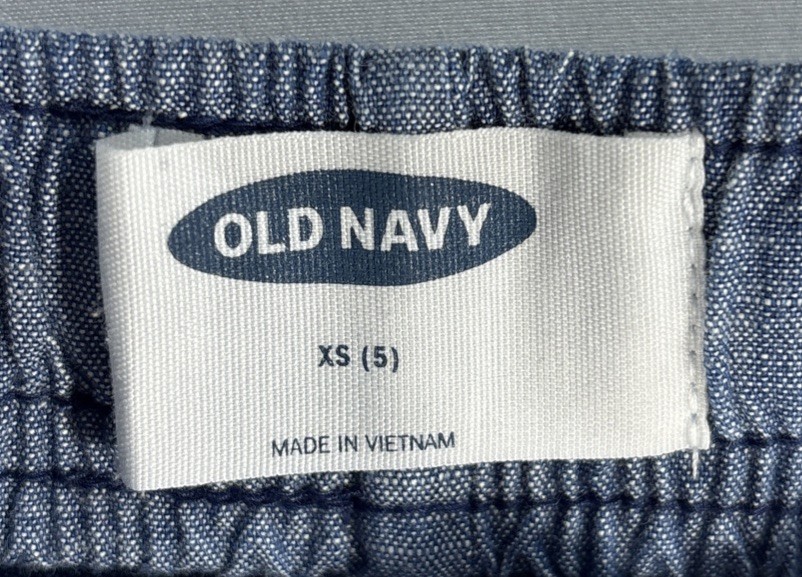 OLD NAVY
XS (5)
MADE IN VIETNAM